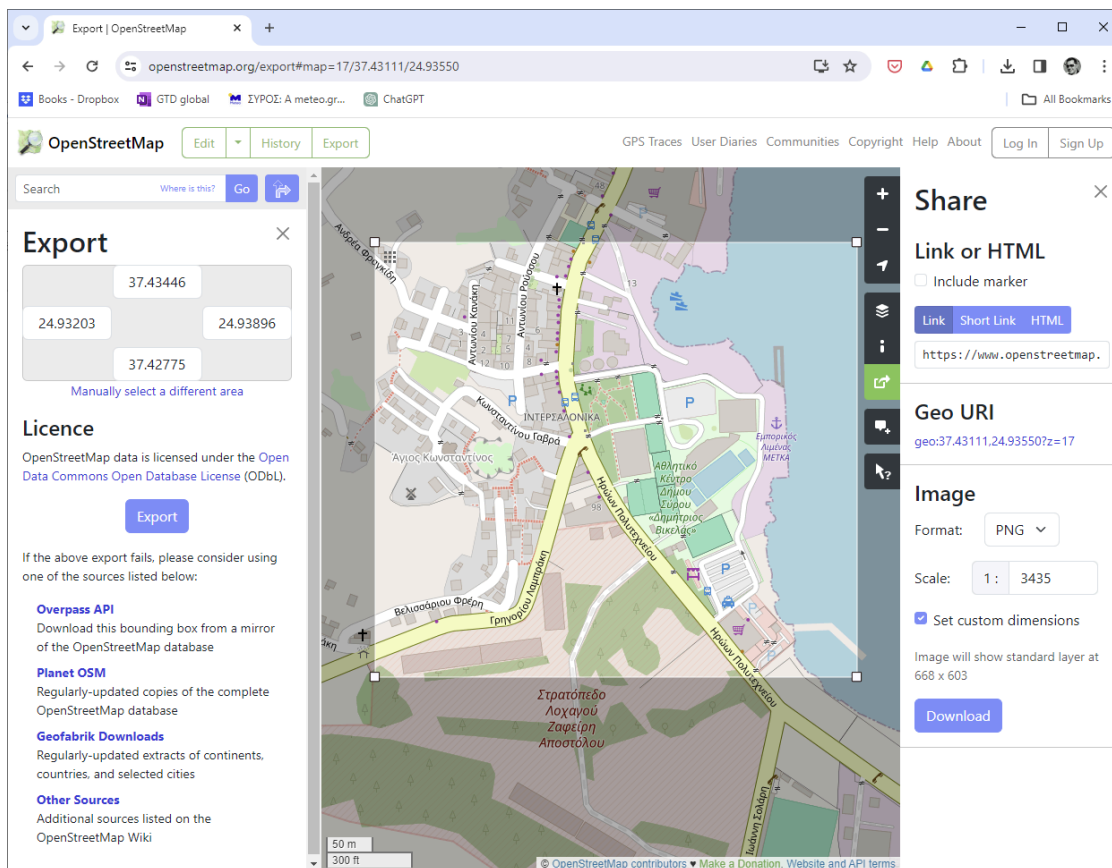 Export | OpenStreetMap
openstreetmap.org/export#map=17/37.43111/24.93550
Books - Dropbox
GTD global
ΣΥΡΟΣ: A meteo.gr...
ChatGPT
All Bookmarks
OpenStreetMap
Edit
History
Export
GPS Traces
User Diaries
Communities
Copyright
Help
About
Log In
Sign Up
Search
Where is this?
Go
Export
37.43446
24.93203
24.93896
37.42775
Manually select a different area
Licence
OpenStreetMap data is licensed under the Open
Data Commons Open Database License (ODbL).
Export
If the above export fails, please consider using
one of the sources listed below:
Overpass API
Download this bounding box from a mirror
of the OpenStreetMap database
Planet OSM
Regularly-updated copies of the complete
OpenStreetMap database
Geofabrik Downloads
Regularly-updated extracts of continents,
countries, and selected cities
Other Sources
Additional sources listed on the
OpenStreetMap Wiki
48
Ανδρέα Φραγκίδη
Αντωνίου Κανάκη
Αντωνίου Ρούσσου
13
P
ΙΝΤΕΡΣΑΛΟΝΙΚΑ
P
Κωνσταντίνου Γαβρά
Άγιος Κωνσταντίνος
Εμπορικός
Λιμένας
ΜΕΤΚΑ
Αθλητικό
Κέντρο
Δήμου
Σύρου
«Δημήτριος
Βικελάς»
98
Ηρώων Πολυτεχνείου
P
Βελισσάριου Φρέρη
Γρηγορίου Λαμπράκη
Ηρώων Πολυτεχνείου
Στρατόπεδο
Λοχαγού
Ζαφείρη
Αποστόλου
Ιωάννη Σολάρη
50 m
300 ft
© OpenStreetMap contributors ♥ Make a Donation. Website and API terms
Share
Link or HTML
Include marker
Link
Short Link
HTML
https://www.openstreetmap.
Geo URI
geo:37.43111,24.93550?z=17
Image
Format:
PNG
Scale:
1 :
3435
Set custom dimensions
Image will show standard layer at
668 x 603
Download